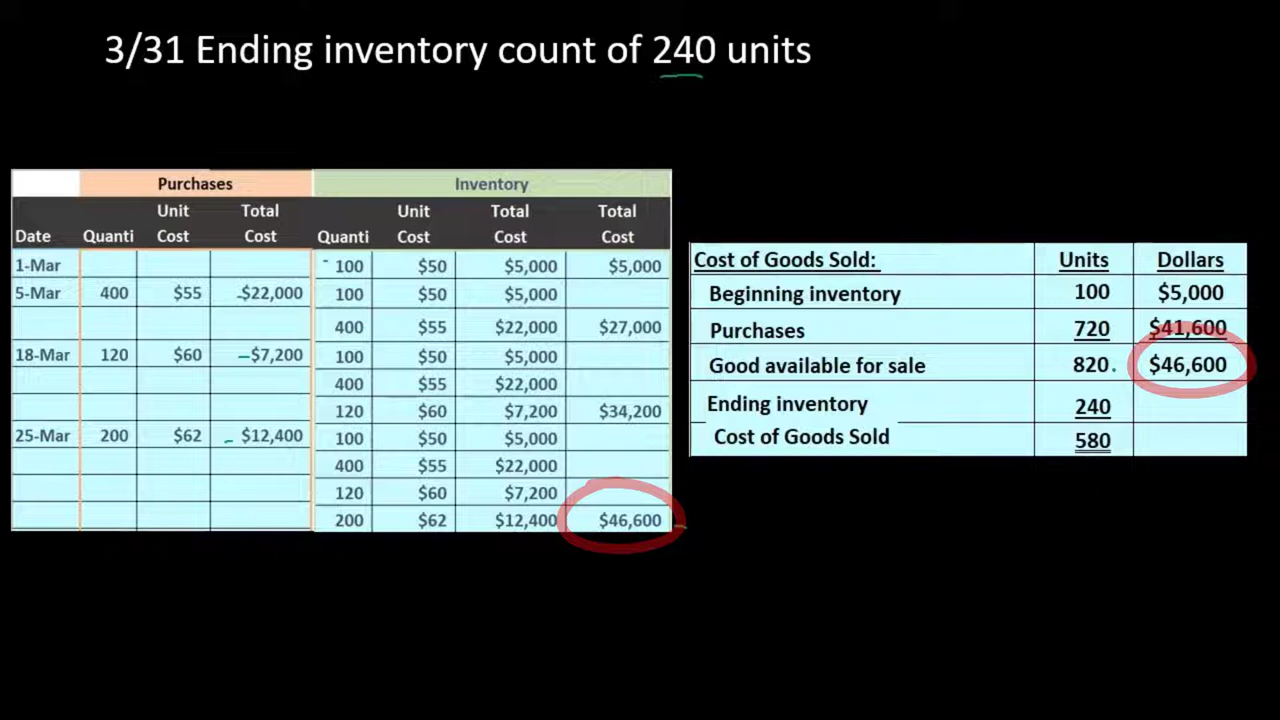 3/31 Ending inventory count of 240 units
Purchases Inventory
Unit Total Unit Total Total
Date Quanti Cost Cost Quanti Cost Cost Cost
1-Mar 100 $50 $5,000 $5,000
5-Mar 400 $55 $22,000 100 $50 $5,000
400 $55 $22,000 $27,000
18-Mar 120 $60 $7,200 100 $50 $5,000
400 $55 $22,000
120 $60 $7,200 $34,200
25-Mar 200 $62 $12,400 100 $50 $5,000
400 $55 $22,000
120 $60 $7,200
200 $62 $12,400 $46,600
Cost of Goods Sold: Units Dollars
Beginning inventory 100 $5,000
Purchases 720 $41,600
Good available for sale 820 $46,600
Ending inventory 240
Cost of Goods Sold 580